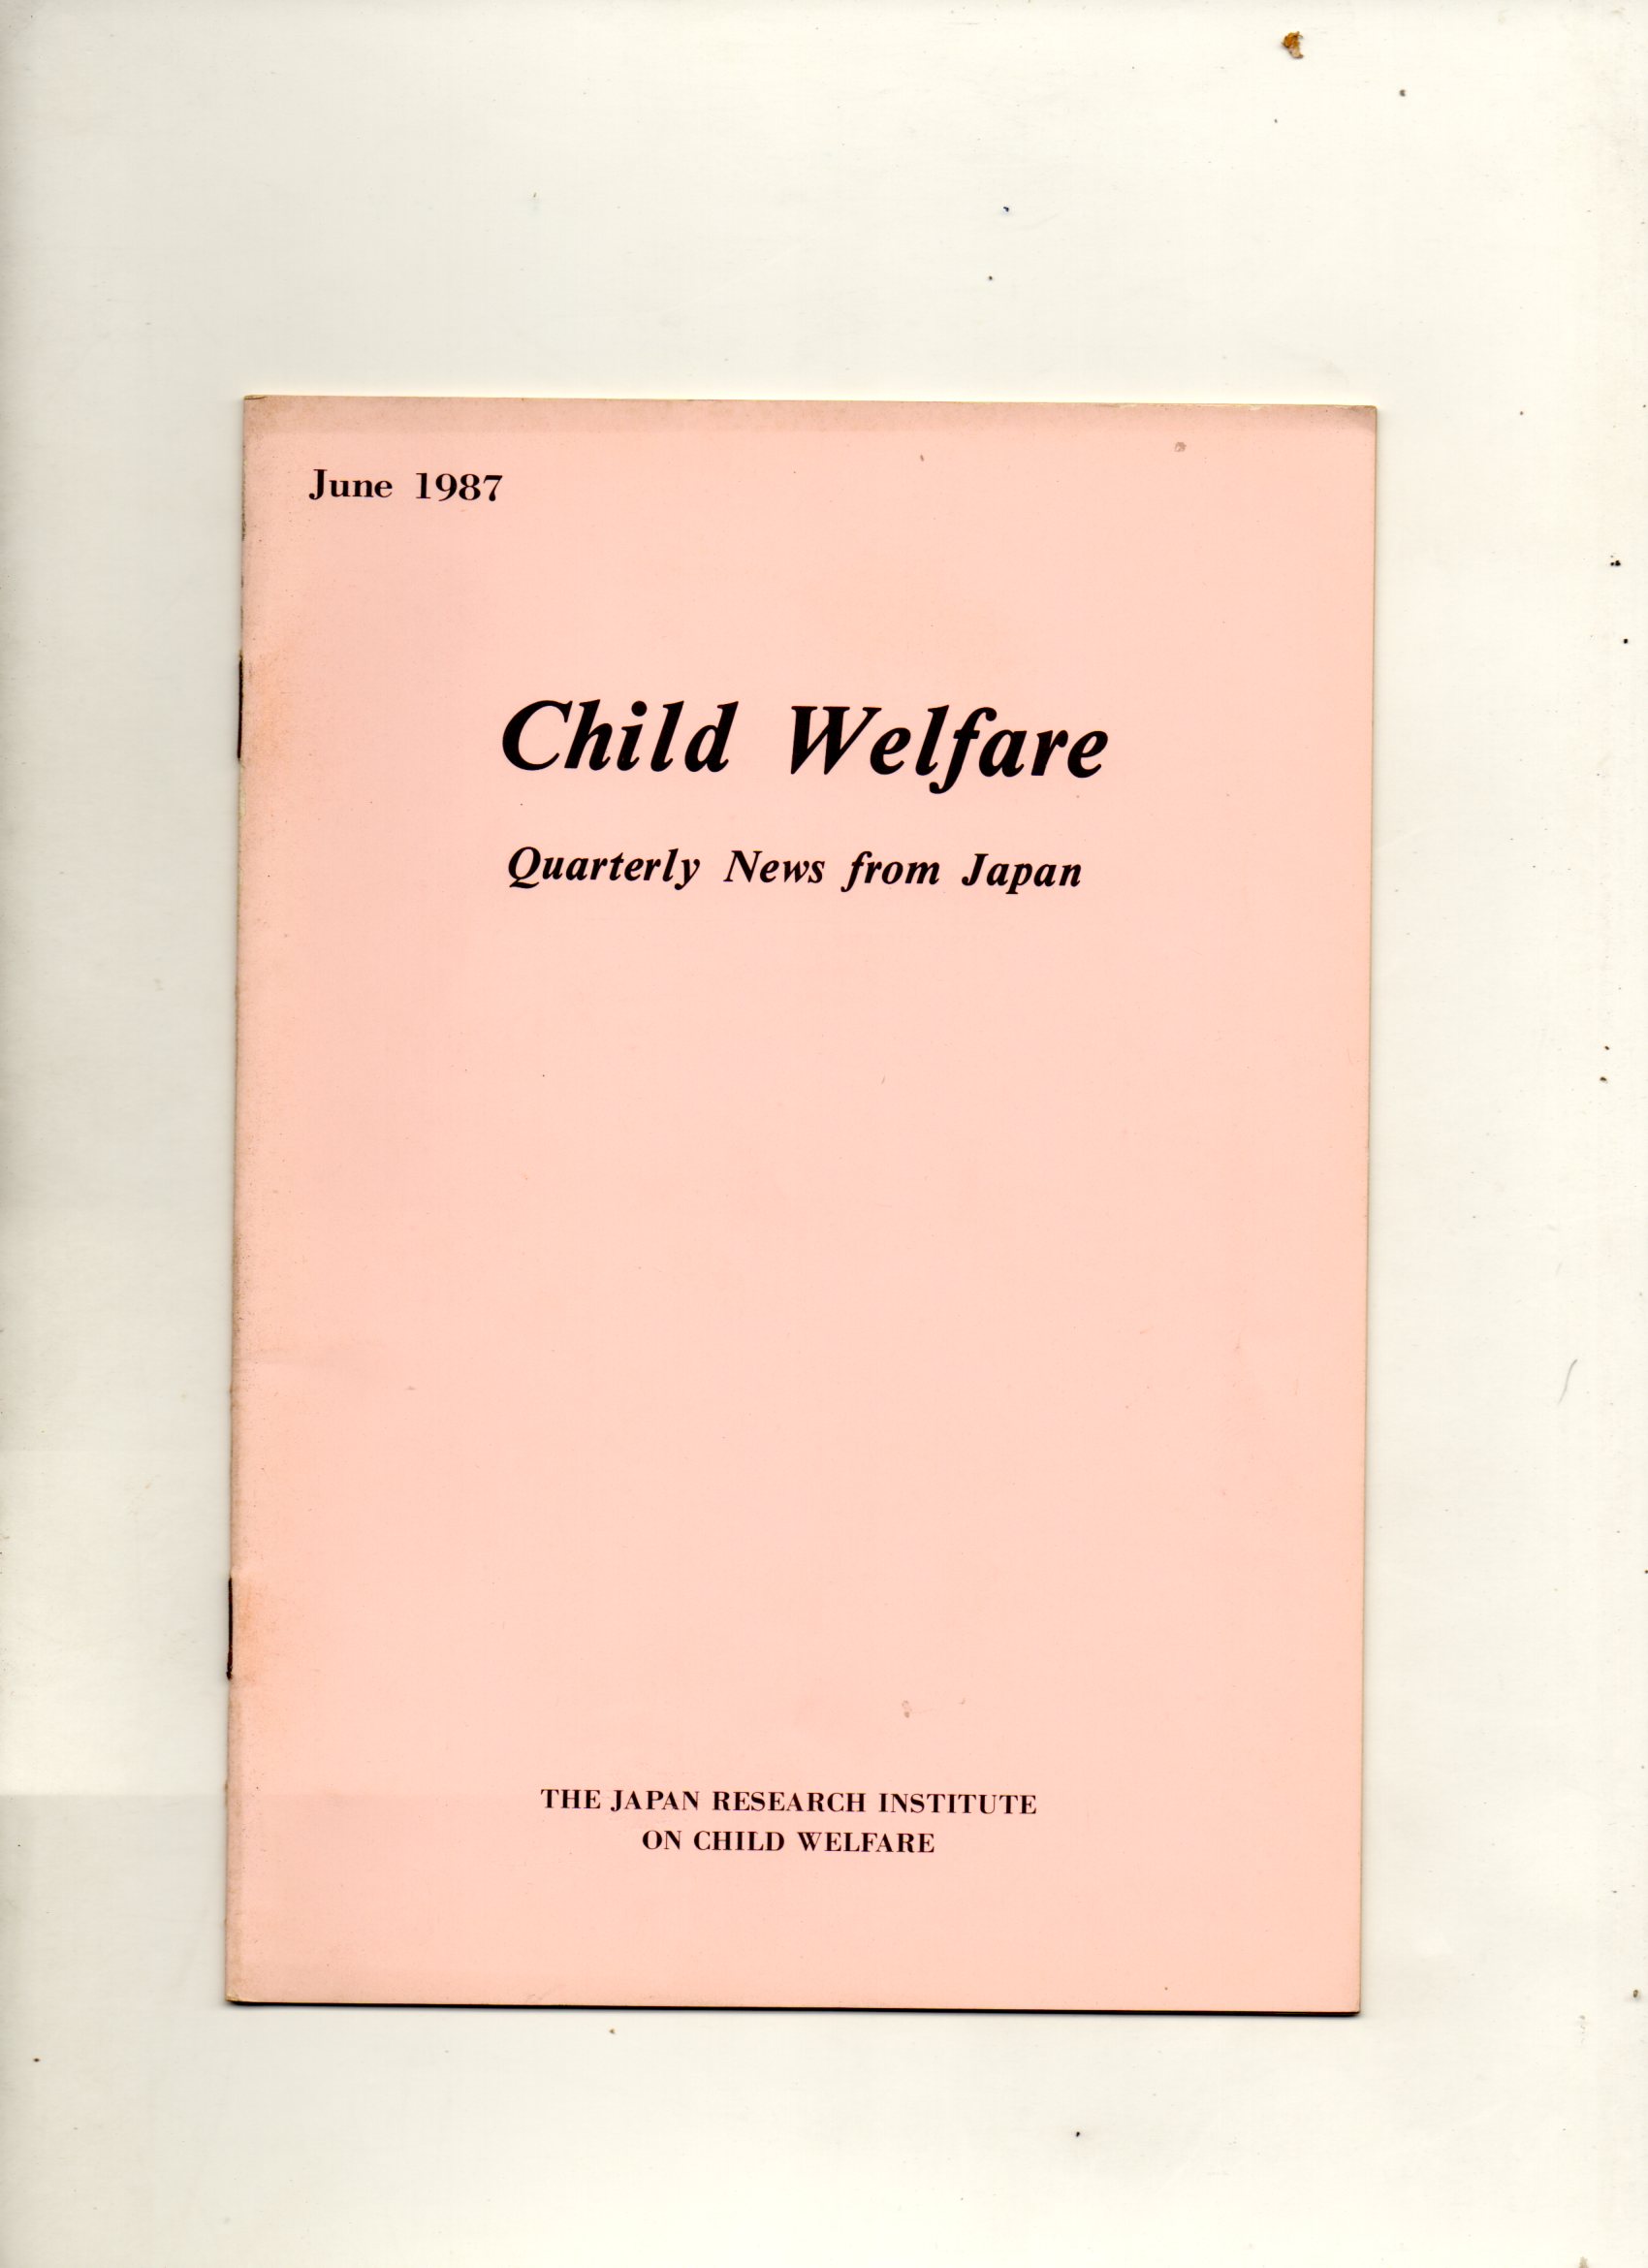 June 1987
Child Welfare
Quarterly News from Japan
THE JAPAN RESEARCH INSTITUTE
ON CHILD WELFARE